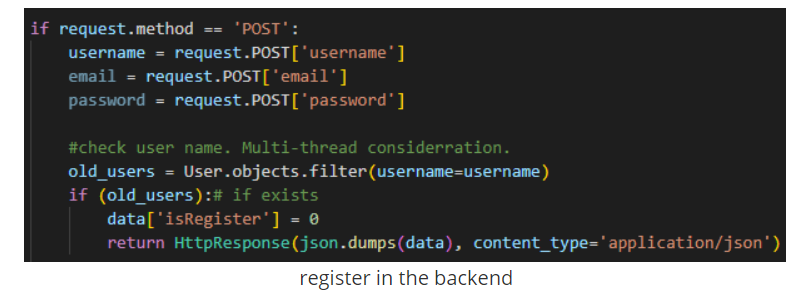 if request.method == 'POST':
    username = request.POST['username']
    email = request.POST['email']
    password = request.POST['password']

    #check user name. Multi-thread considerration.
    old_users = User.objects.filter(username=username)
    if (old_users):# if exists
        data['isRegister'] = 0
        return HttpResponse(json.dumps(data), content_type='application/json')
register in the backend